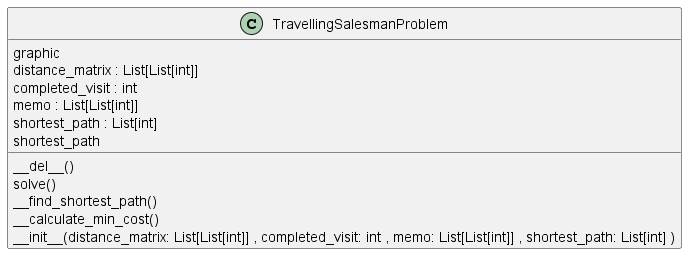 C TravellingSalesmanProblem
graphic
distance_matrix : List[List[int]]
completed_visit : int
memo : List[List[int]]
shortest_path : List[int]
shortest_path
__del__()
solve()
__find_shortest_path()
__calculate_min_cost()
__init__(distance_matrix: List[List[int]] , completed_visit: int , memo: List[List[int]] , shortest_path: List[int] )